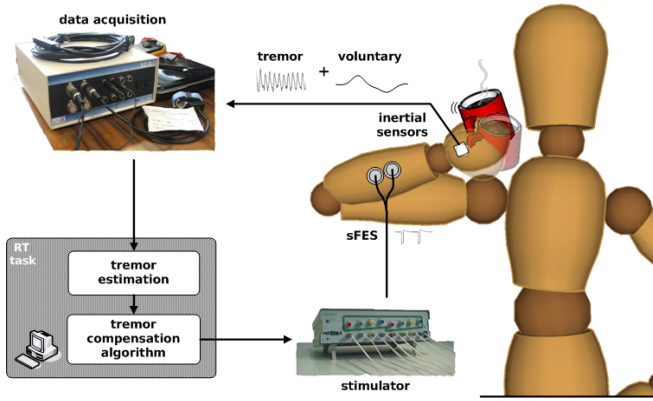 data acquisition
tremor
+
voluntary
inertial
sensors
sFES
RT
task
tremor
estimation
tremor
compensation
algorithm
stimulator